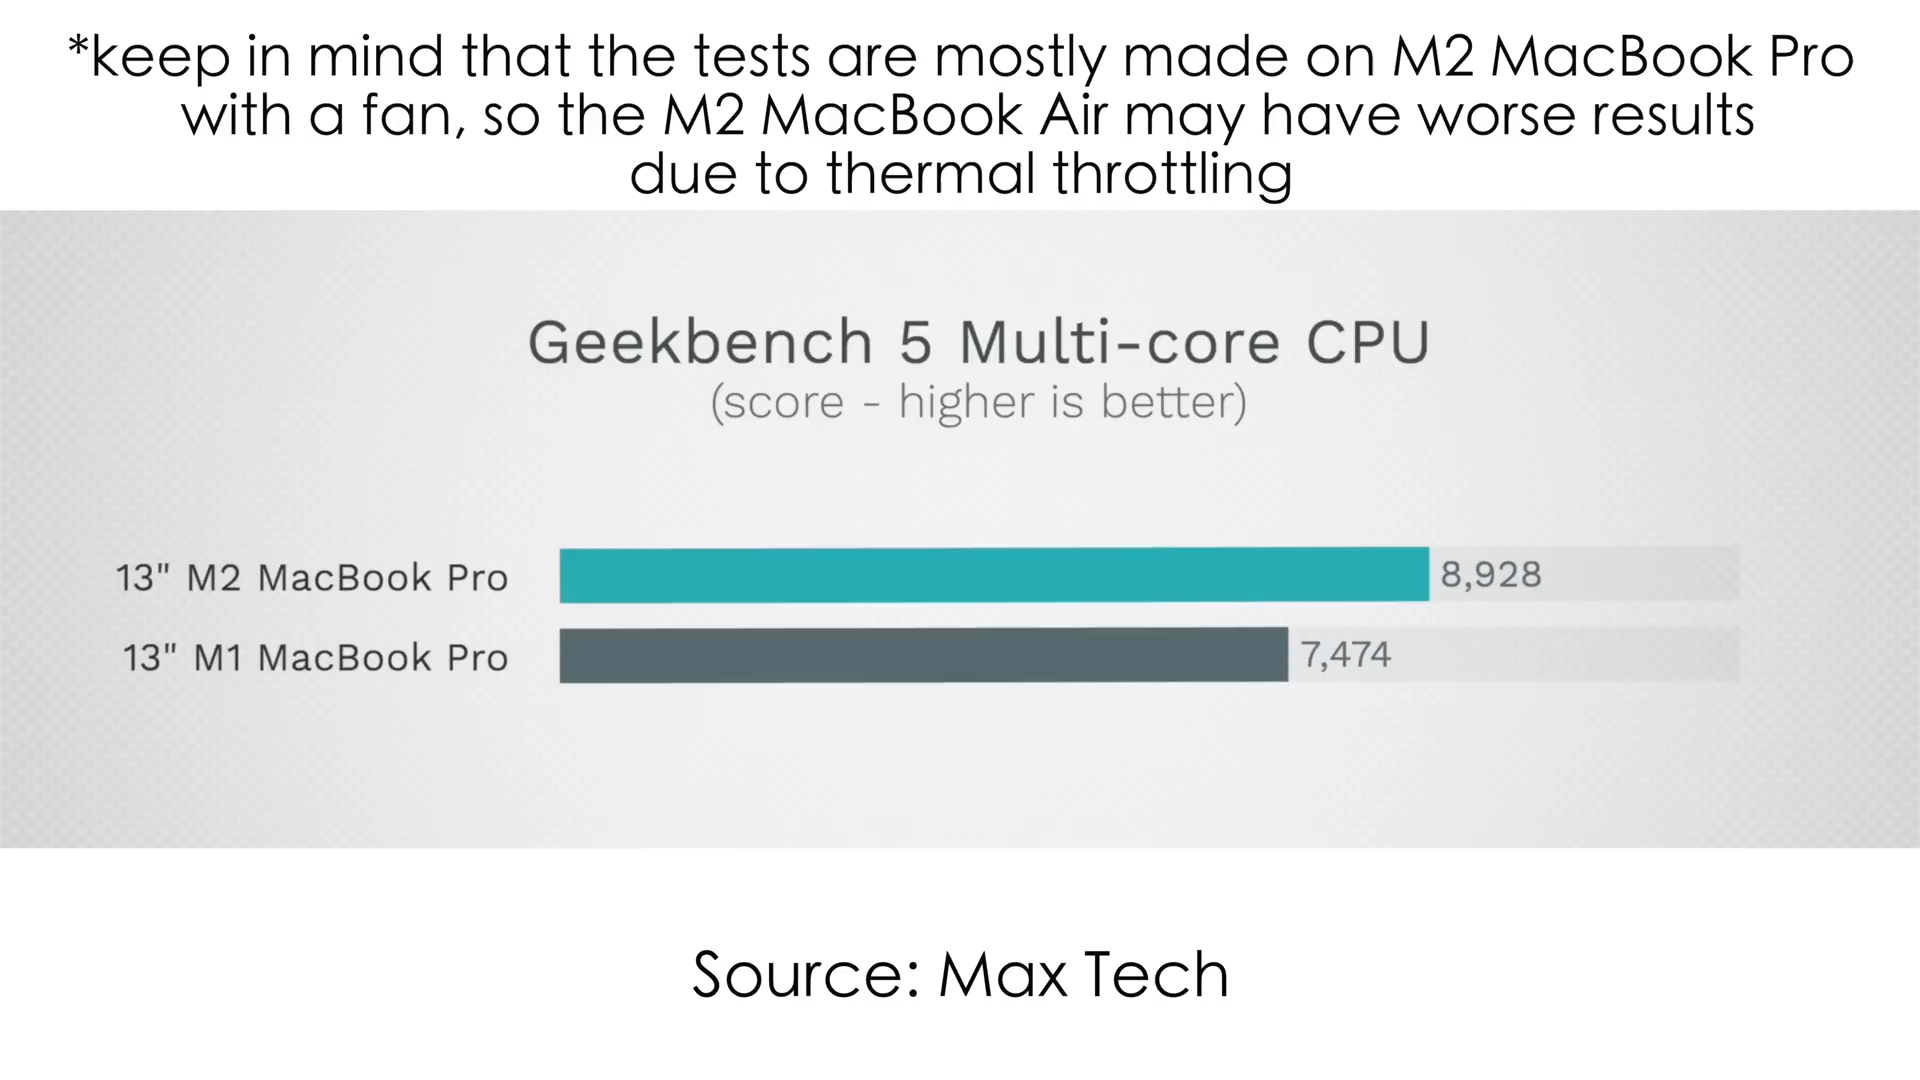 *keep in mind that the tests are mostly made on M2 MacBook Pro
with a fan, so the M2 MacBook Air may have worse results
due to thermal throttling
Geekbench 5 Multi-core CPU
(score - higher is better)
13" M2 MacBook Pro 8,928
13" M1 MacBook Pro 7,474
Source: Max Tech